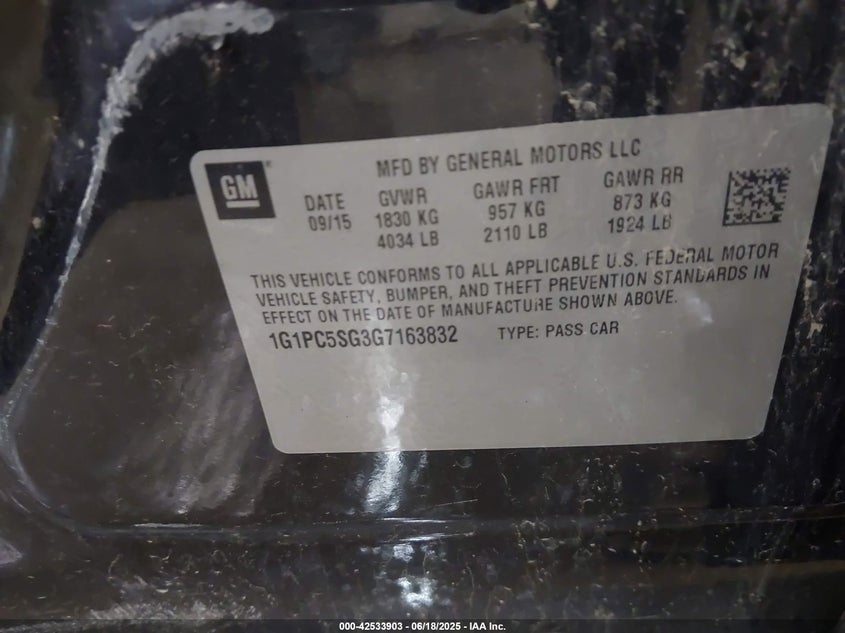 GM
MFD BY GENERAL MOTORS LLC
DATE GVWR GAWR FRT GAWR RR
09/15 1830 KG 957 KG 873 KG
4034 LB 2110 LB 1924 LB
THIS VEHICLE CONFORMS TO ALL APPLICABLE U.S. FEDERAL MOTOR
VEHICLE SAFETY, BUMPER, AND THEFT PREVENTION STANDARDS IN
EFFECT ON THE DATE OF MANUFACTURE SHOWN ABOVE.
1G1PC5SG3G7163832 TYPE: PASS CAR
000-42533903 - 06/18/2025 - IAA Inc.